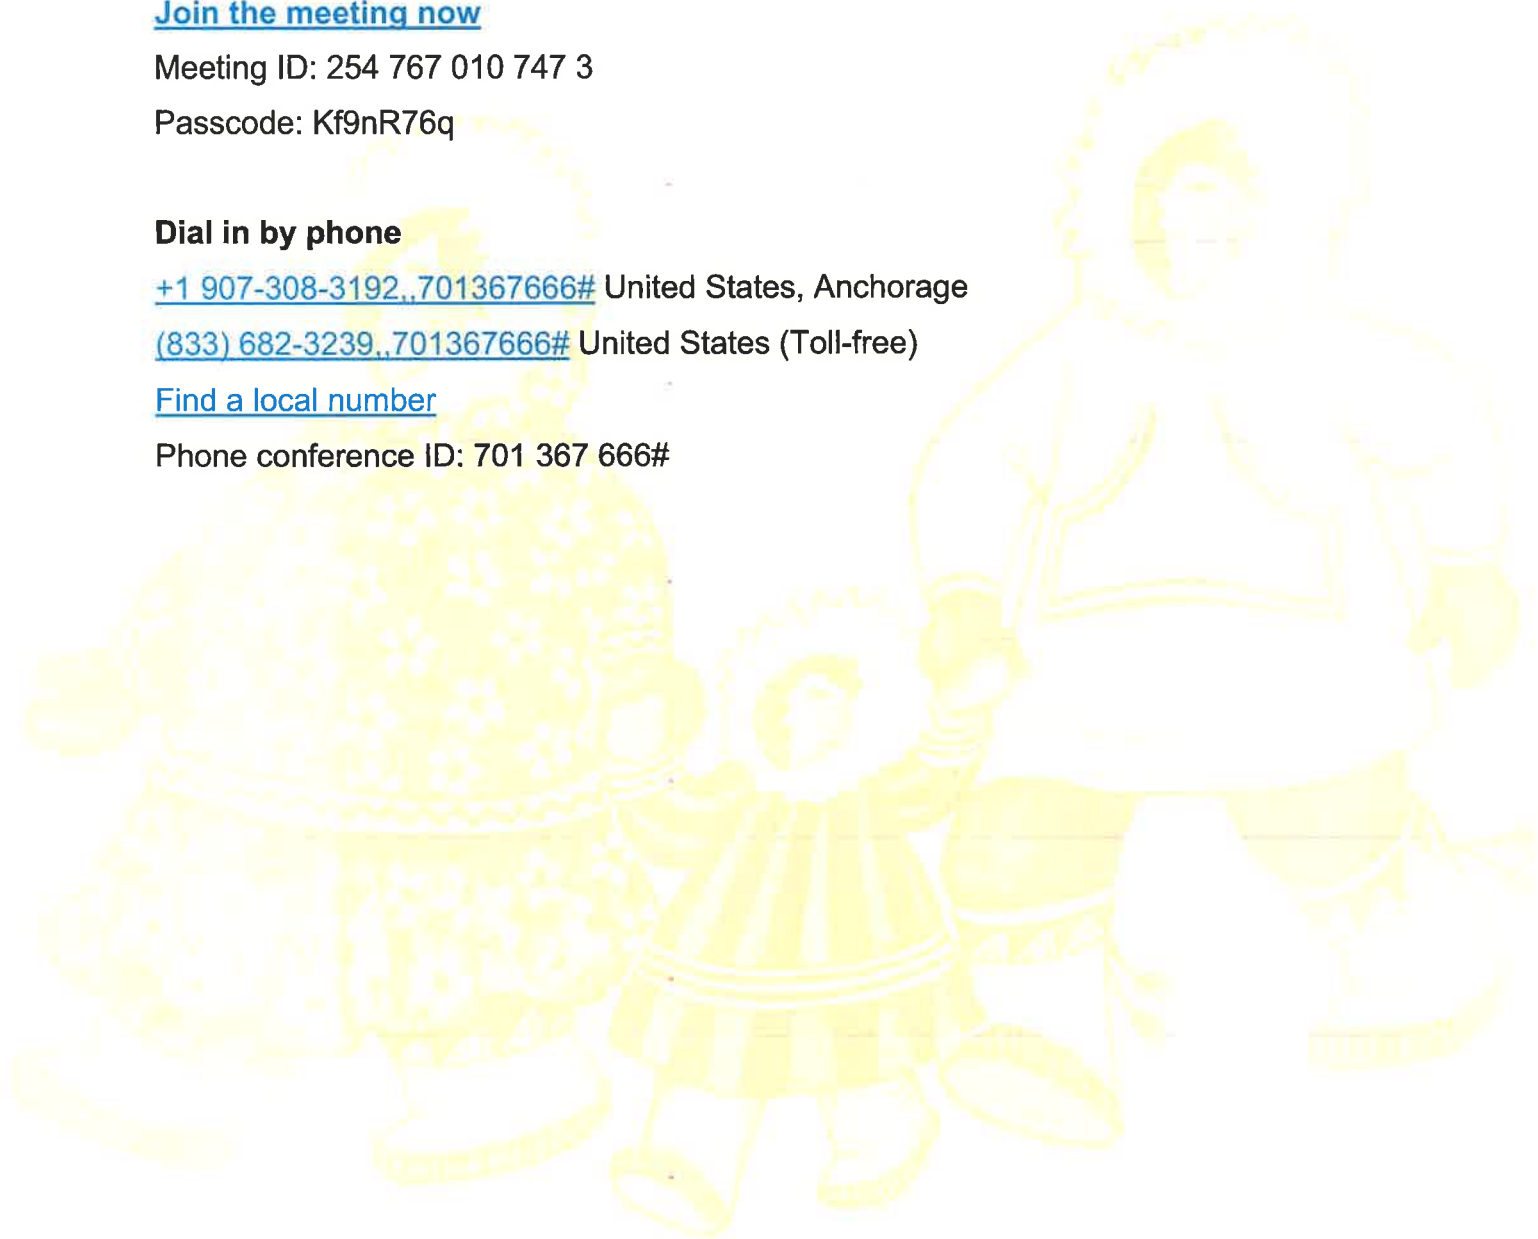 Join the meeting now
Meeting ID: 254 767 010 747 3
Passcode: Kf9nR76q
Dial in by phone
+1 907-308-3192,,701367666# United States, Anchorage
(833) 682-3239,,701367666# United States (Toll-free)
Find a local number
Phone conference ID: 701 367 666#